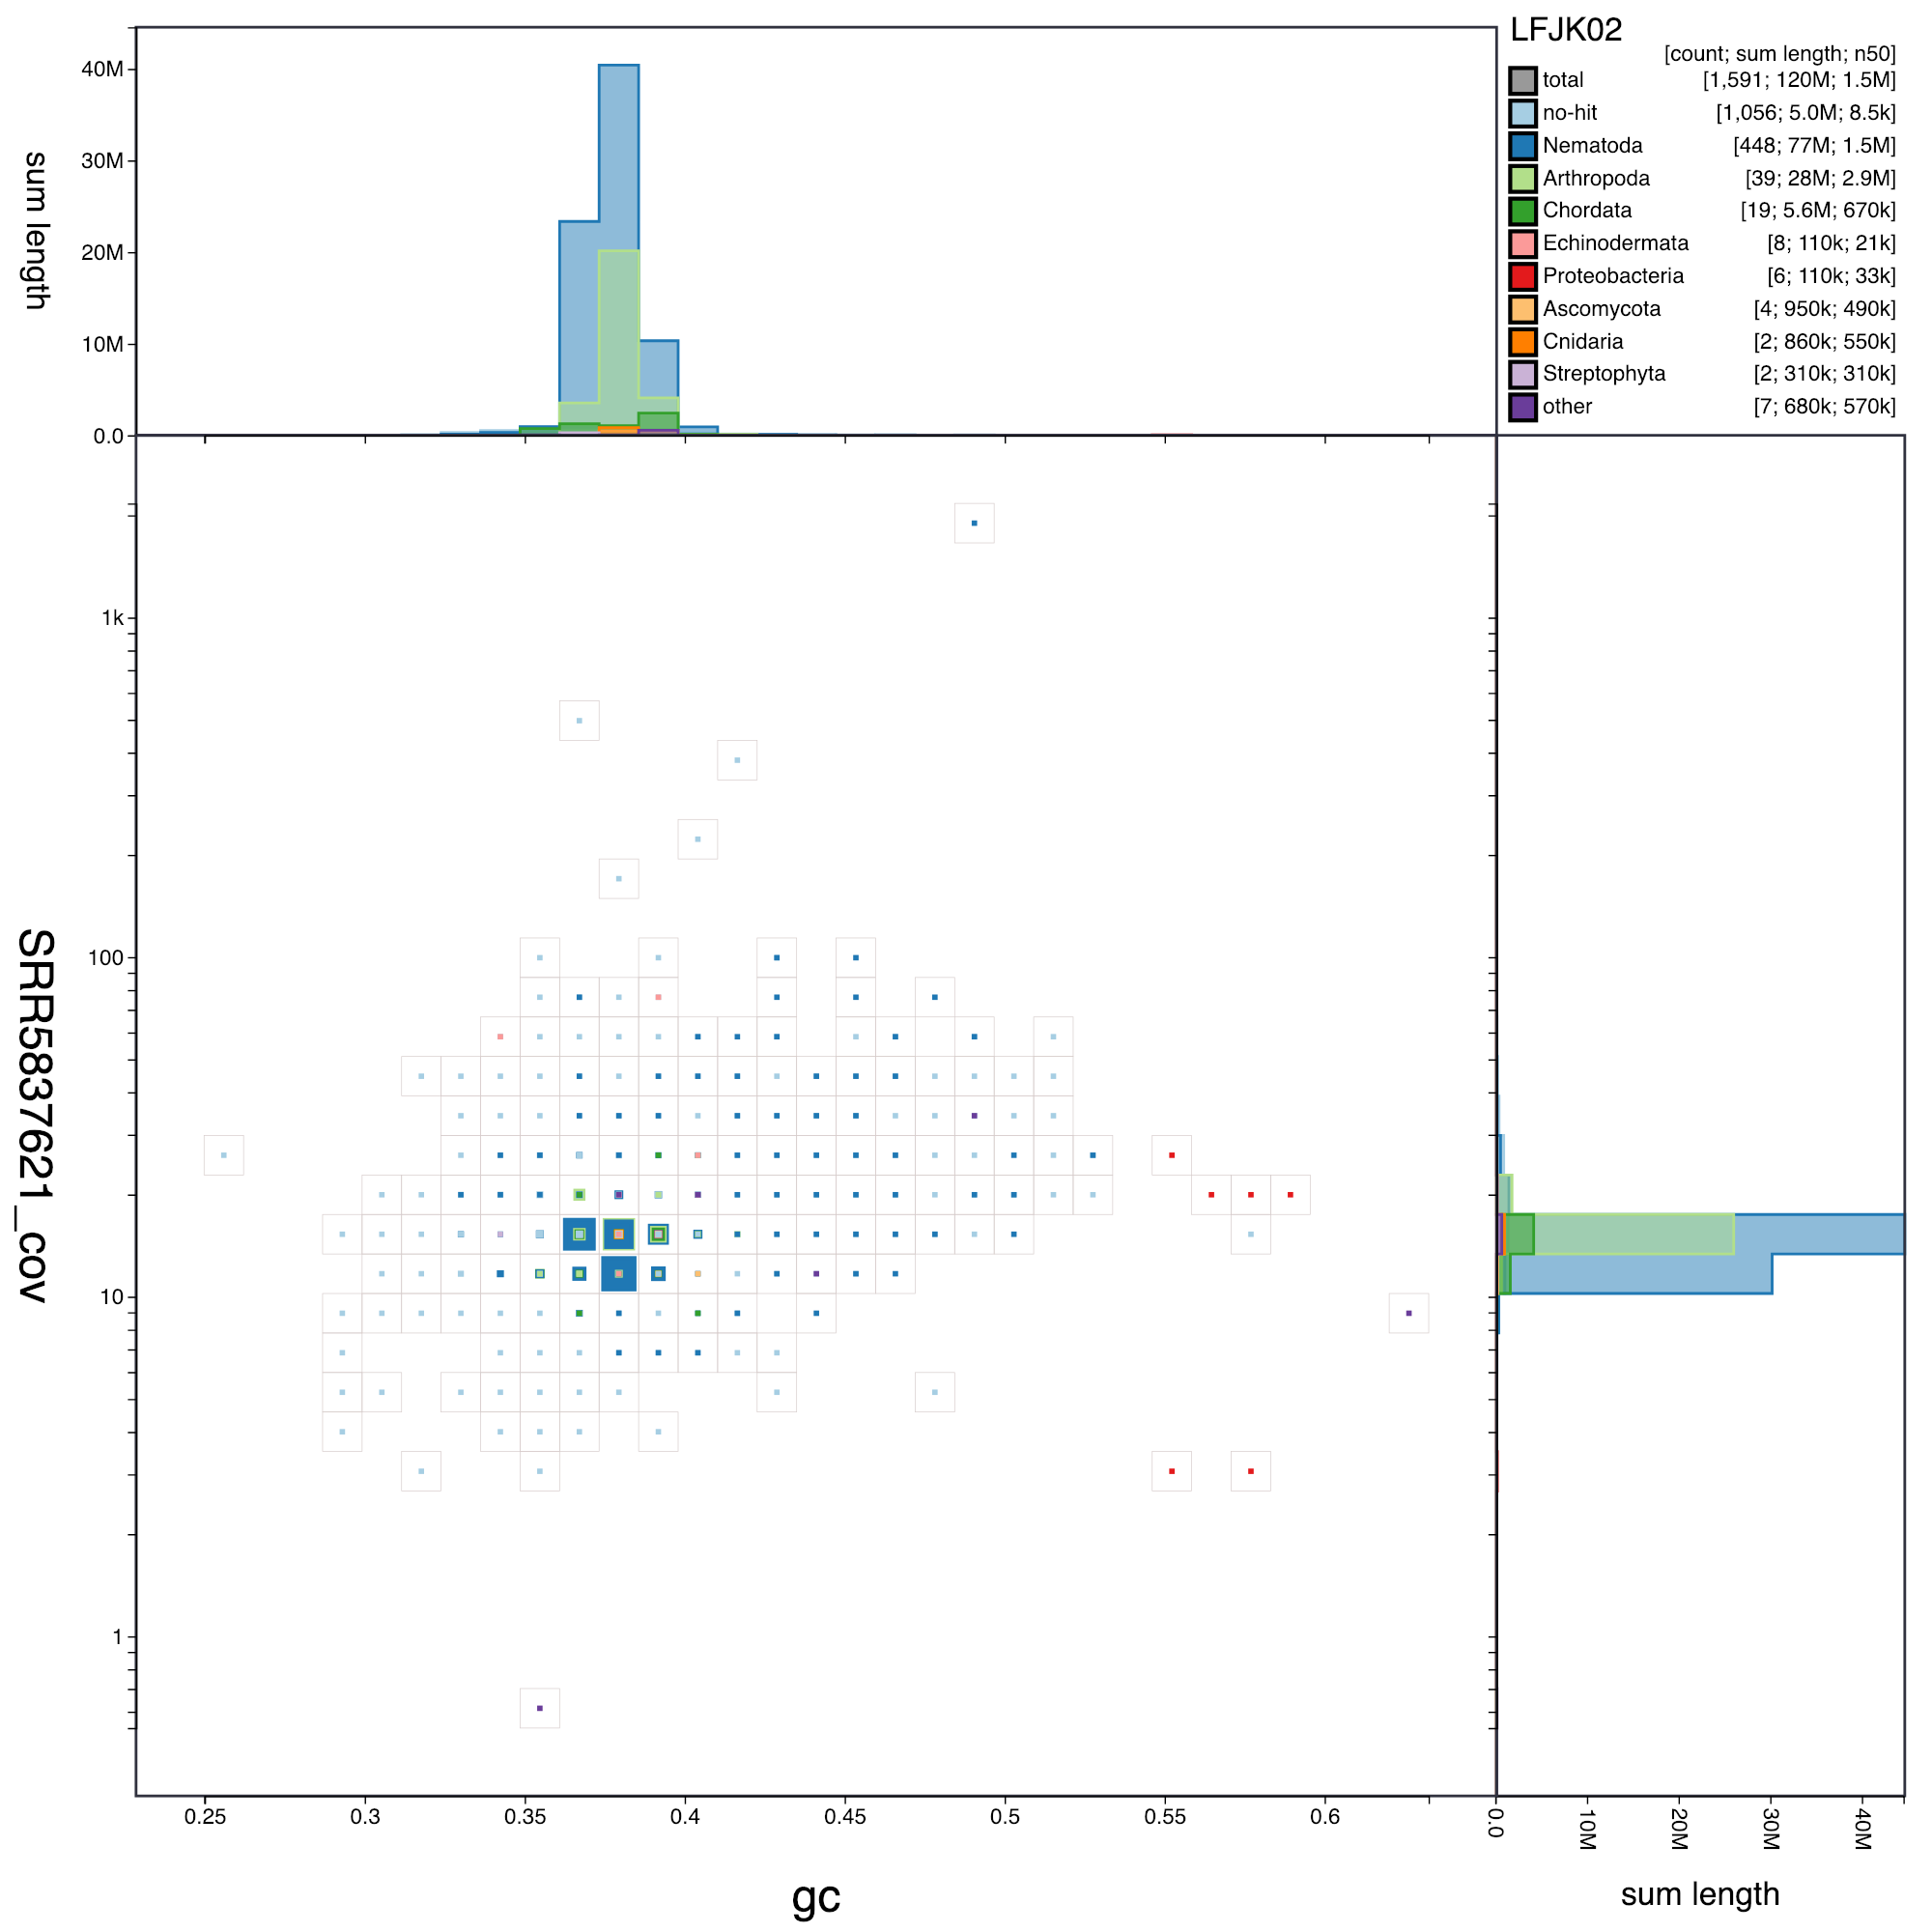 LFJK02
[count; sum length; n50]
total [1,591; 120M; 1.5M]
no-hit [1,056; 5.0M; 8.5k]
Nematoda [448; 77M; 1.5M]
Arthropoda [39; 28M; 2.9M]
Chordata [19; 5.6M; 670k]
Echinodermata [8; 110k; 21k]
Proteobacteria [6; 110k; 33k]
Ascomycota [4; 950k; 490k]
Cnidaria [2; 860k; 550k]
Streptophyta [2; 310k; 310k]
other [7; 680k; 570k]
sum length
40M
30M
20M
10M
0.0
SRR5837621_cov
1k
100
10
1
0.25 0.3 0.35 0.4 0.45 0.5 0.55 0.6
gc
0.0 10M 20M 30M 40M
sum length